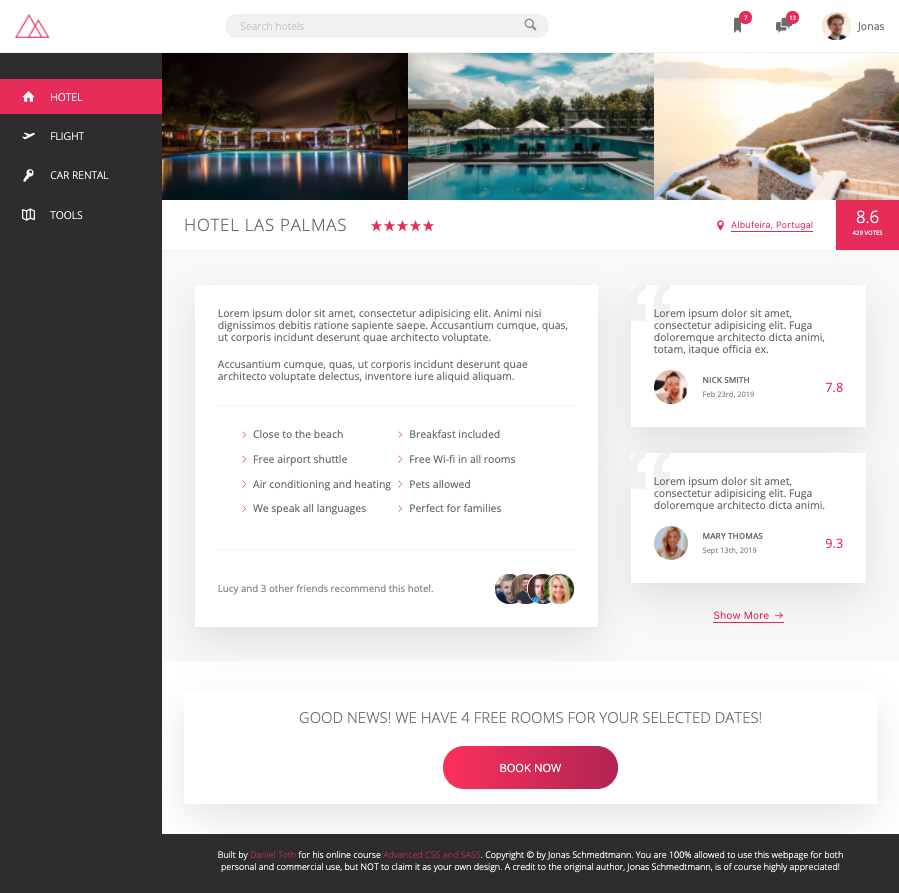 Search hotels
7
13
Jonas
HOTEL
FLIGHT
CAR RENTAL
TOOLS
HOTEL LAS PALMAS
Albufeira, Portugal
8.6
429 VOTES
Lorem ipsum dolor sit amet, consectetur adipisicing elit. Animi nisi
dignissimos debitis ratione sapiente saepe. Accusantium cumque, quas,
ut corporis incidunt deserunt quae architecto voluptate.
Accusantium cumque, quas, ut corporis incidunt deserunt quae
architecto voluptate delectus, inventore iure aliquid aliquam.
Close to the beach
Breakfast included
Free airport shuttle
Free Wi-fi in all rooms
Air conditioning and heating
Pets allowed
We speak all languages
Perfect for families
Lucy and 3 other friends recommend this hotel.
“
Lorem ipsum dolor sit amet,
consectetur adipisicing elit. Fuga
doloremque architecto dicta animi,
totam, itaque officia ex.
NICK SMITH
Feb 23rd, 2019
7.8
“
Lorem ipsum dolor sit amet,
consectetur adipisicing elit. Fuga
doloremque architecto dicta animi.
MARY THOMAS
Sept 13th, 2019
9.3
Show More →
GOOD NEWS! WE HAVE 4 FREE ROOMS FOR YOUR SELECTED DATES!
BOOK NOW
Built by Daniel Toth for his online course Advanced CSS and SASS. Copyright © by Jonas Schmedtmann. You are 100% allowed to use this webpage for both
personal and commercial use, but NOT to claim it as your own design. A credit to the original author, Jonas Schmedtmann, is of course highly appreciated!